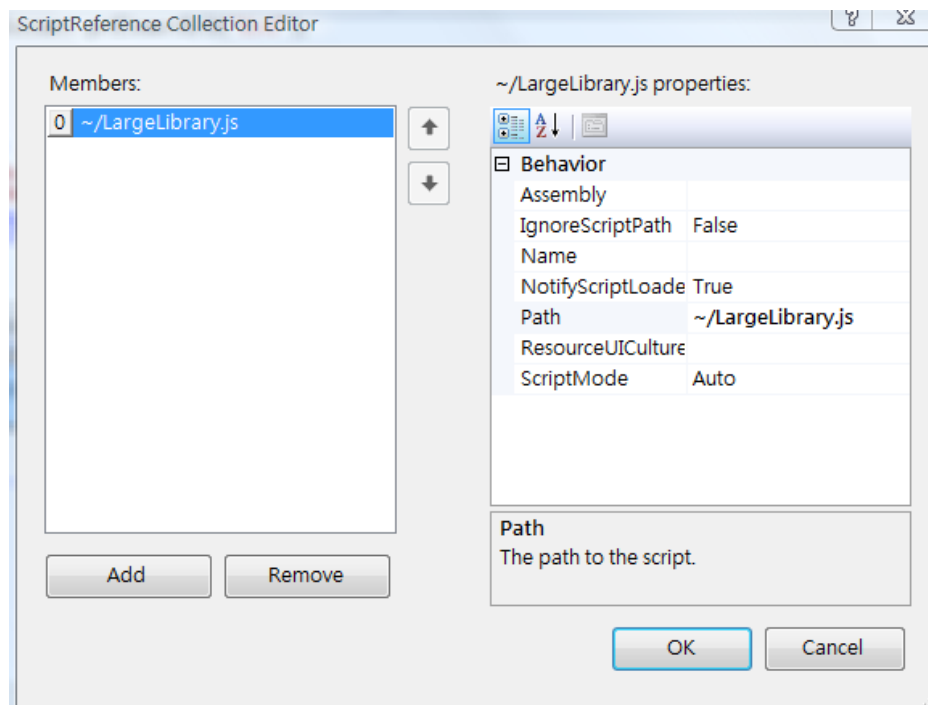 ScriptReference Collection Editor
Members:
0 ~/LargeLibrary.js
Add
Remove
~/LargeLibrary.js properties:
Behavior
Assembly
IgnoreScriptPath False
Name
NotifyScriptLoade True
Path ~/LargeLibrary.js
ResourceUICulture
ScriptMode Auto
Path
The path to the script.
OK
Cancel